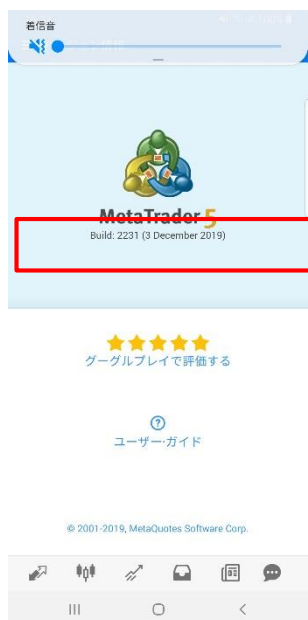 着信音
MetaTrader 5
Build: 2231 (3 December 2019)
グーグルプレイで評価する
ユーザー·ガイド
© 2001-2019, MetaQuotes Software Corp.